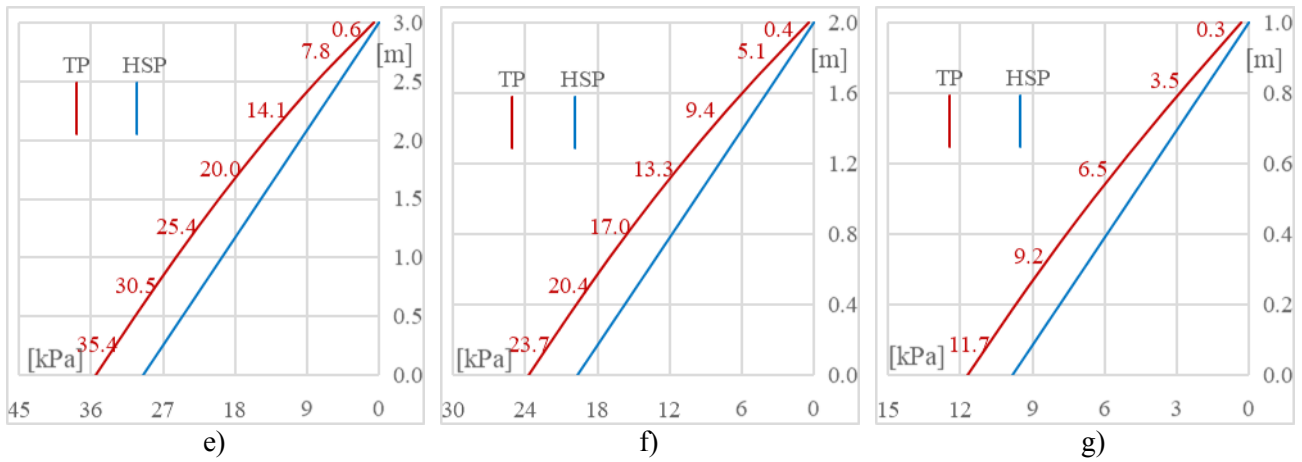 3.0
0.6
7.8
[m]
TP HSP
2.5
14.1
2.0
20.0
1.5
25.4
1.0
30.5
0.5
35.4
[kPa]
0.0
45 36 27 18 9 0
e)
2.0
0.4
5.1
[m]
TP HSP
1.6
9.4
13.3
1.2
17.0
0.8
20.4
0.4
23.7
[kPa]
0.0
30 24 18 12 6 0
f)
1.0
0.3
[m]
TP HSP
3.5
0.8
6.5
0.6
0.4
9.2
0.2
11.7
[kPa]
0.0
15 12 9 6 3 0
g)